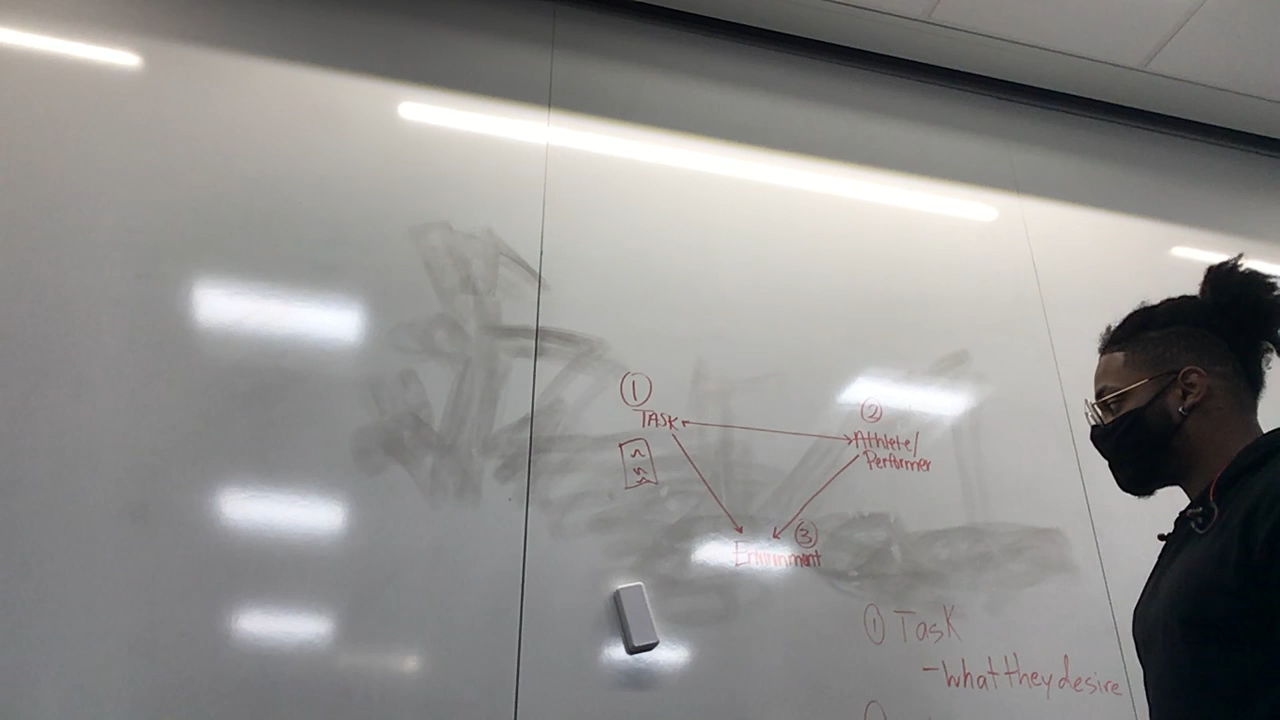 ①
TASK
②
Athlete/
Performer
③
Environment
① Task
-what they desire